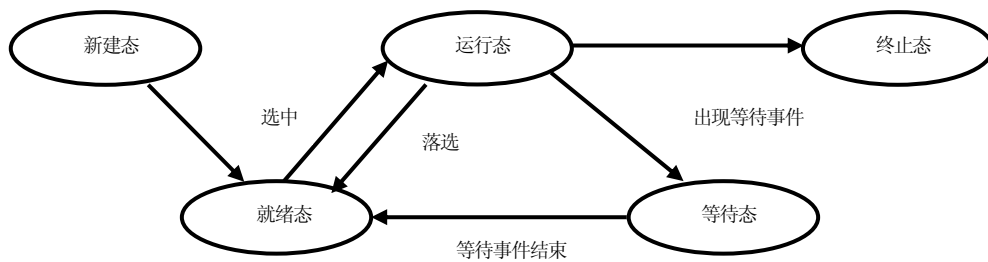 新建态
运行态
终止态
选中
出现等待事件
落选
就绪态
等待态
等待事件结束